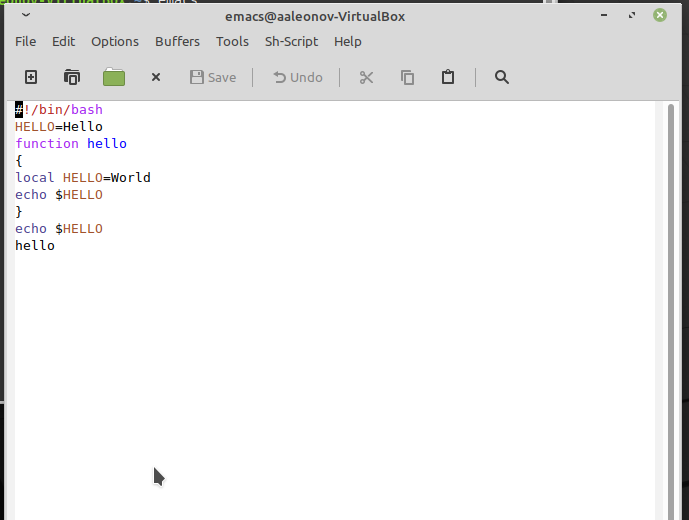 emacs@aaleonov-VirtualBox
File Edit Options Buffers Tools Sh-Script Help
Save Undo
#!/bin/bash
HELLO=Hello
function hello
{
local HELLO=World
echo $HELLO
}
echo $HELLO
hello